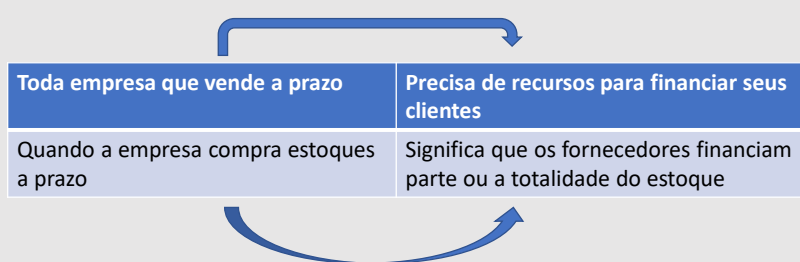 Toda empresa que vende a prazo
Precisa de recursos para financiar seus
clientes
Quando a empresa compra estoques
a prazo
Significa que os fornecedores financiam
parte ou a totalidade do estoque